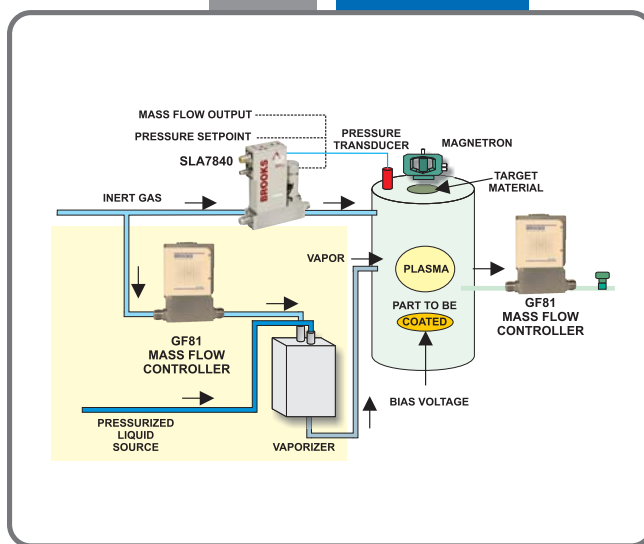 MASS FLOW OUTPUT
PRESSURE SETPOINT
SLA7840
PRESSURE
TRANSDUCER
MAGNETRON
TARGET
MATERIAL
BROOKS
INERT GAS
VAPOR
PLASMA
PART TO BE
COATED
GF81
MASS FLOW
CONTROLLER
GF81
MASS FLOW
CONTROLLER
BIAS VOLTAGE
PRESSURIZED
LIQUID
SOURCE
VAPORIZER